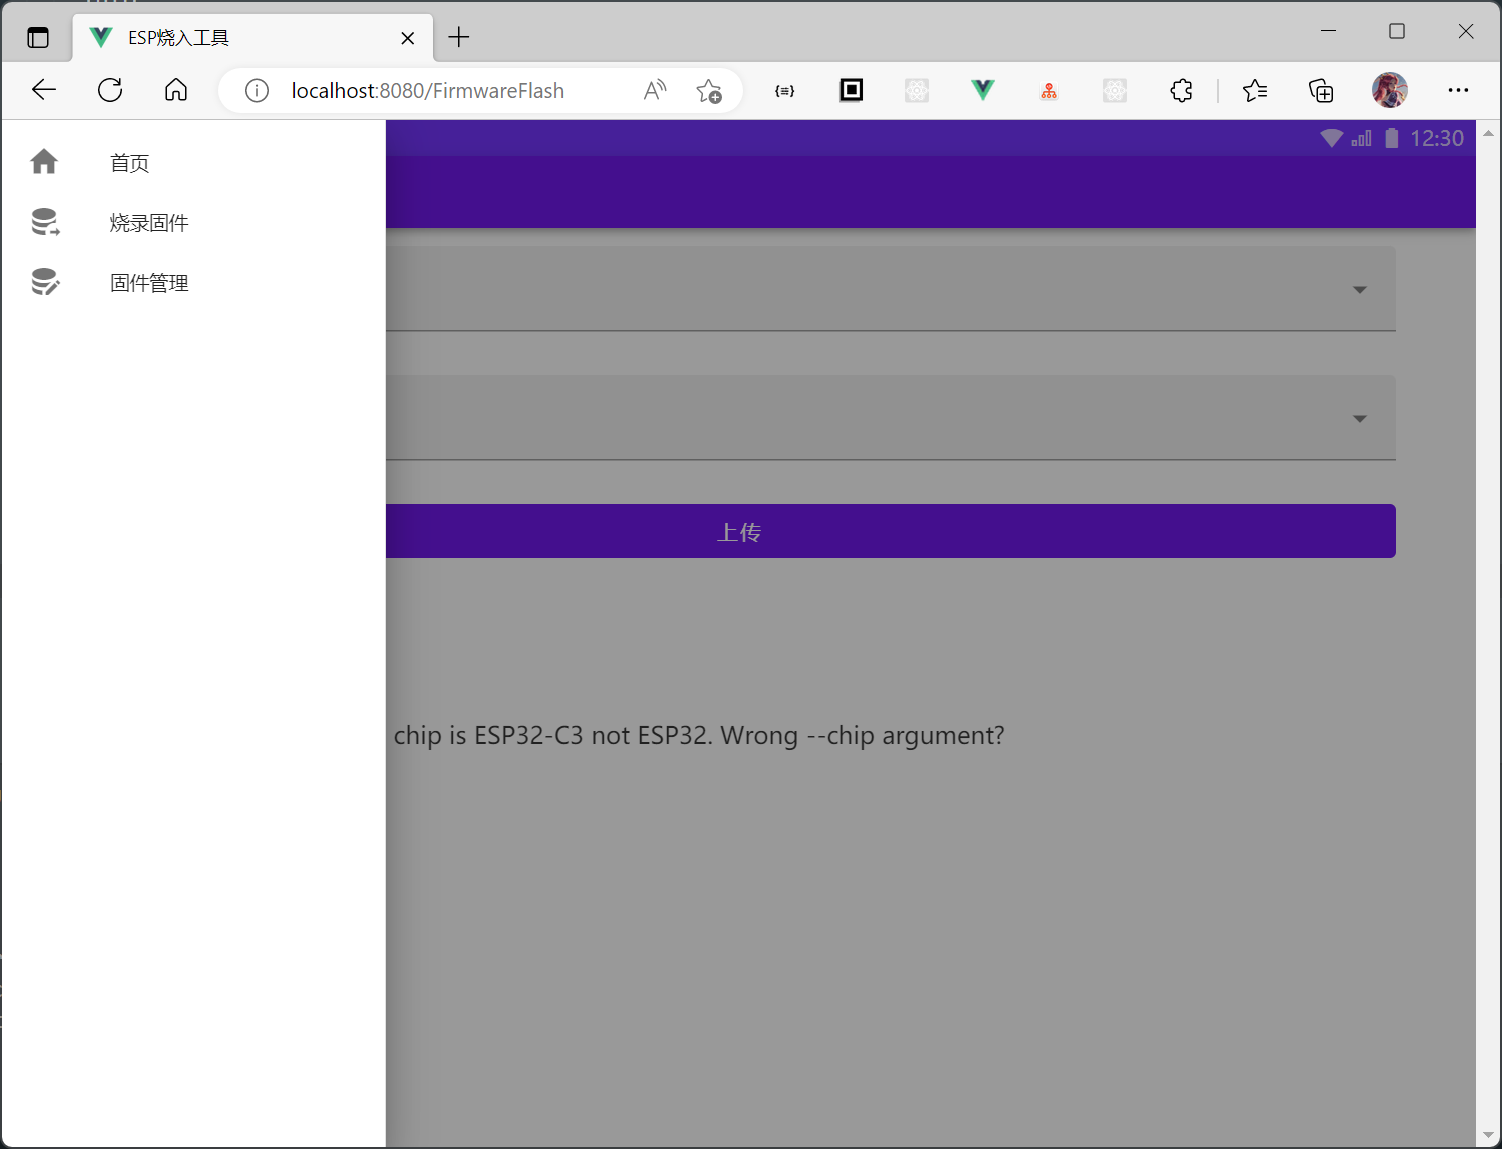 ESP烧入工具
localhost:8080/FirmwareFlash
12:30
首页
烧录固件
固件管理
上传
chip is ESP32-C3 not ESP32. Wrong --chip argument?